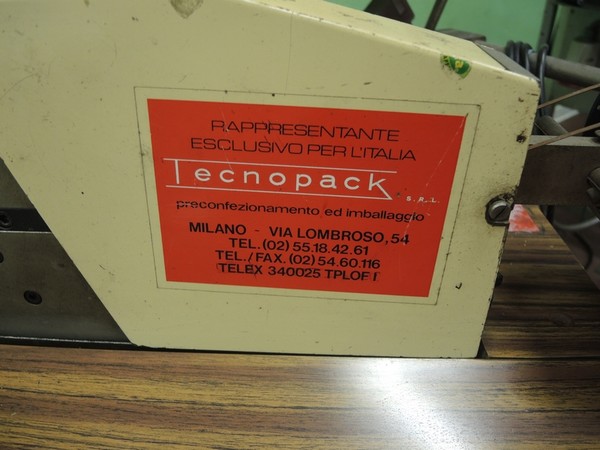 RAPPRESENTANTE
ESCLUSIVO PER L'ITALIA
Tecnopack S.R.L.
preconfezionamento ed imballaggio
MILANO - VIA LOMBROSO, 54
TEL. (02) 55.18.42.61
TEL./FAX. (02) 54.60.116
TELEX 340025 TPLOF I